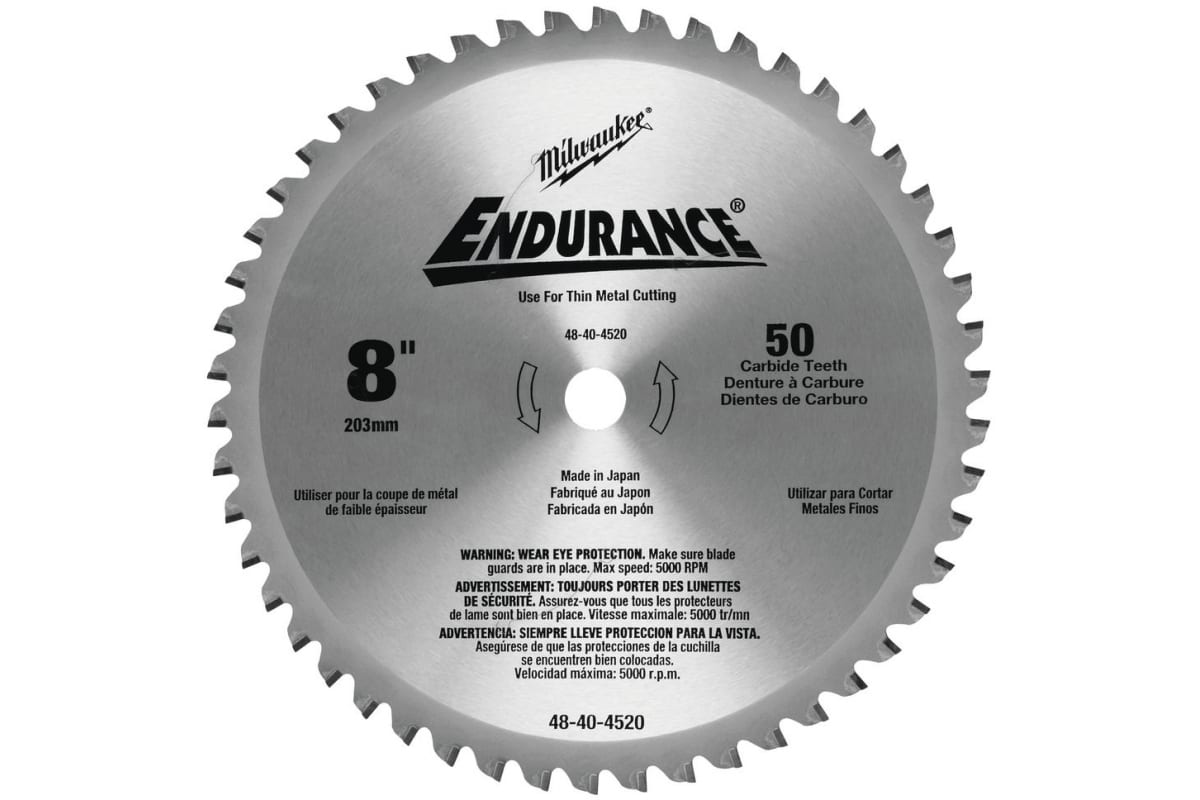 Milwaukee®
ENDURANCE®
Use For Thin Metal Cutting
48-40-4520
8"
203mm
50
Carbide Teeth
Denture à Carbure
Dientes de Carburo
Utiliser pour la coupe de métal
de faible épaisseur
Made in Japan
Fabriqué au Japon
Fabricada en Japón
Utilizar para Cortar
Metales Finos
WARNING: WEAR EYE PROTECTION. Make sure blade
guards are in place. Max speed: 5000 RPM
ADVERTISSEMENT: TOUJOURS PORTER DES LUNETTES
DE SÉCURITÉ. Assurez-vous que tous les protecteurs
de lame sont bien en place. Vitesse maximale: 5000 tr/mn
ADVERTENCIA: SIEMPRE LLEVE PROTECCION PARA LA VISTA.
Asegúrese de que las protecciones de la cuchilla
se encuentren bien colocadas.
Velocidad máxima: 5000 r.p.m.
48-40-4520